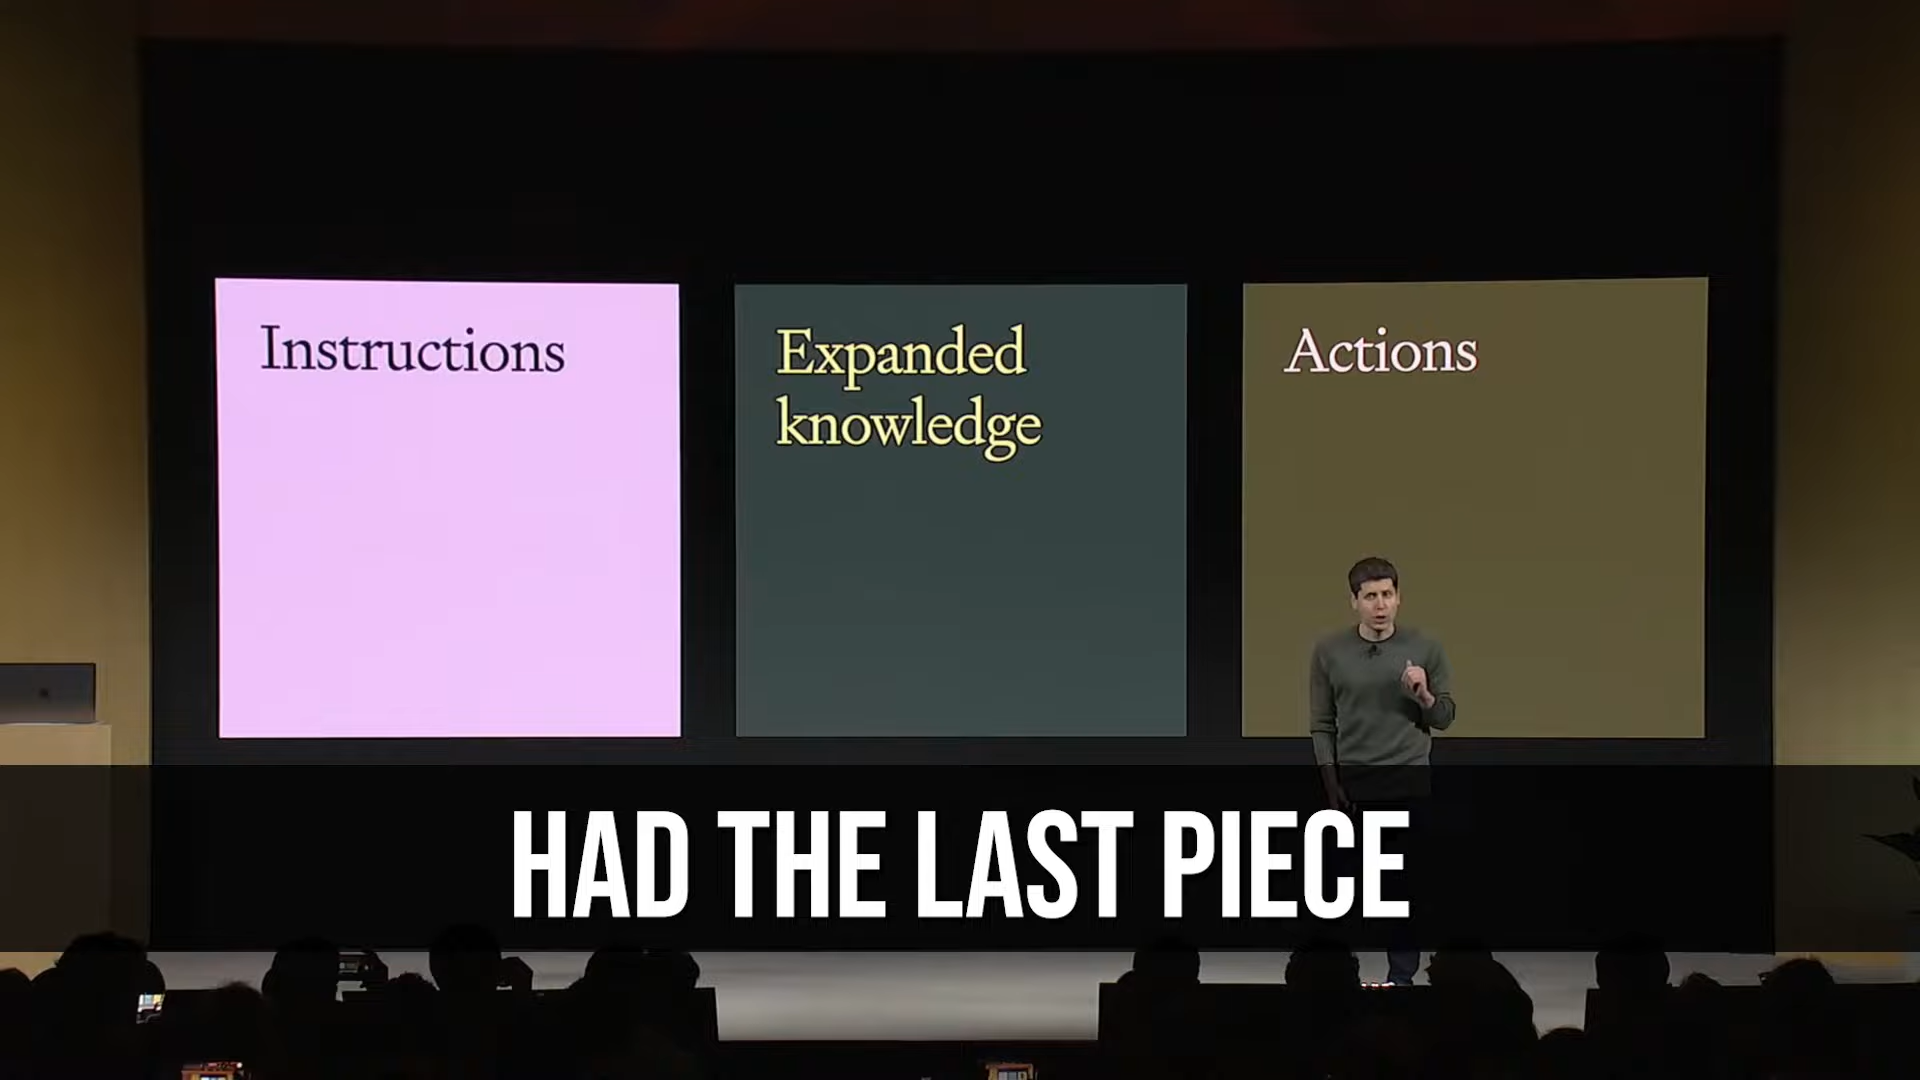 Instructions
Expanded
knowledge
Actions
HAD THE LAST PIECE